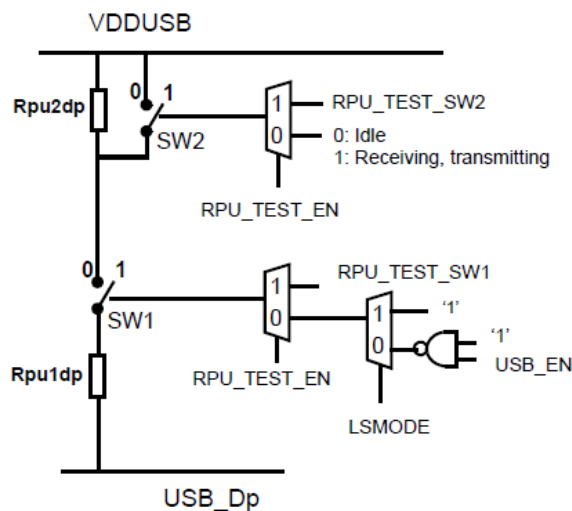 VDDUSB
Rpu2dp
0 1
SW2
1
0
RPU_TEST_SW2
0: Idle
1: Receiving, transmitting
RPU_TEST_EN
0 1
SW1
1
0
RPU_TEST_SW1
1
0
'1'
'1'
USB_EN
Rpu1dp
RPU_TEST_EN
LSMODE
USB_Dp